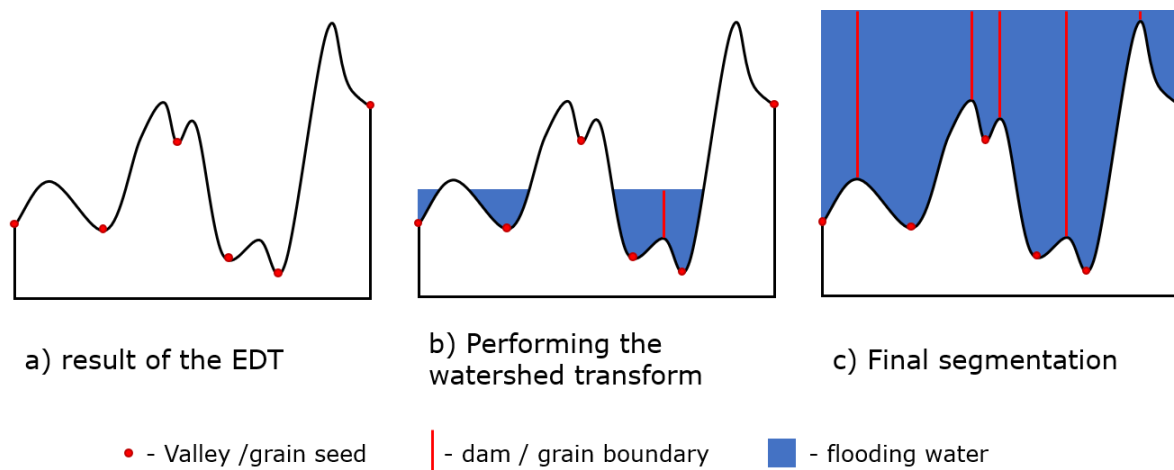 a) result of the EDT
b) Performing the
watershed transform
c) Final segmentation
- Valley /grain seed
- dam / grain boundary
- flooding water